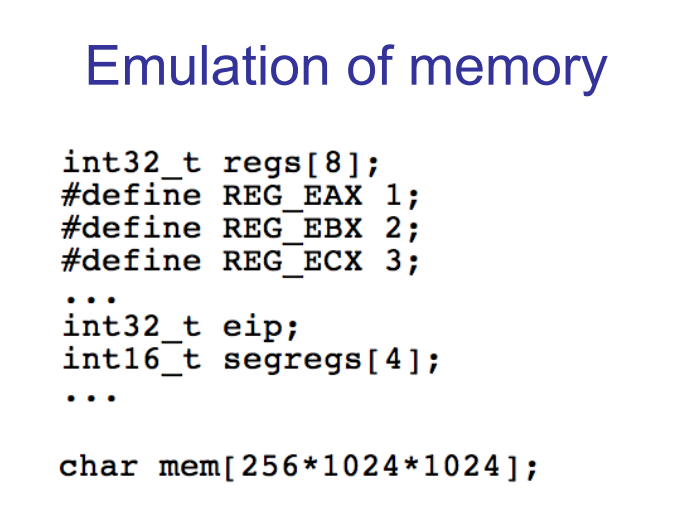 Emulation of memory
int32_t regs[8];
#define REG_EAX 1;
#define REG_EBX 2;
#define REG_ECX 3;
...
int32_t eip;
int16_t segregs[4];
...
char mem[256*1024*1024];